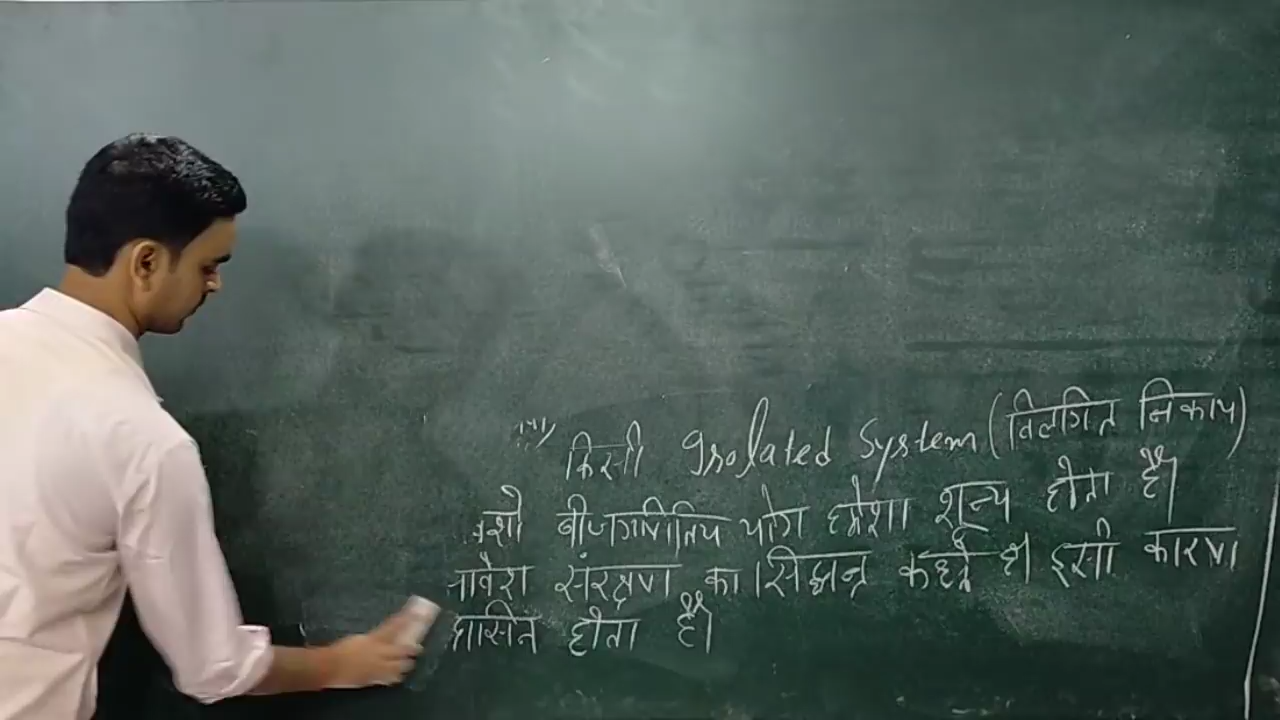 किसी Isolated System (विलगित निकाय)
बीजगणितिय योग हमेशा शून्य होता है।
संरक्षण का सिद्धान्त कहते है। इसी कारण
होता है।